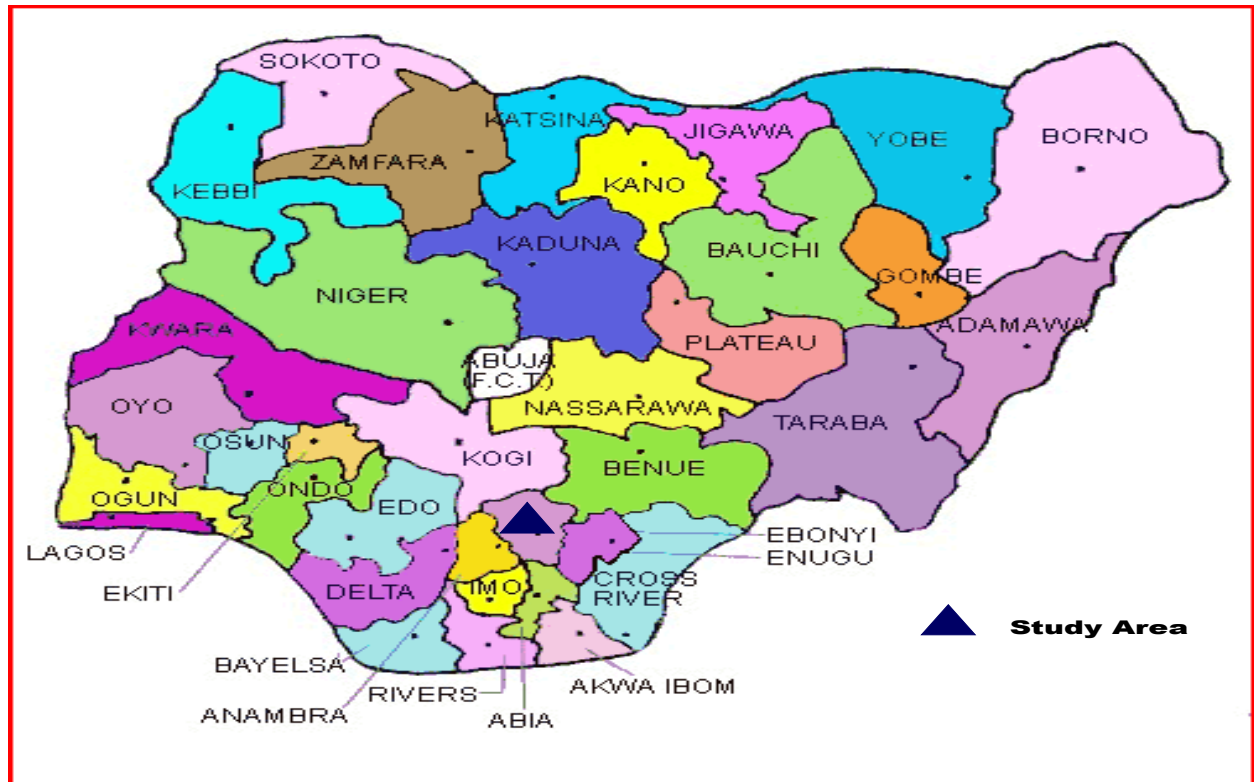 SOKOTO
KATSINA
JIGAWA
YOBE
BORNO
ZAMFARA
KANO
KEBBI
KADUNA
BAUCHI
GOMBE
NIGER
ADAMAWA
KWARA
PLATEAU
ABUJA
(F.C.T.)
NASSARAWA
OYO
TARABA
OSUN
KOGI
BENUE
OGUN
ONDO
EDO
LAGOS
EBONYI
ENUGU
EKITI
DELTA
IMO
CROSS
RIVER
Study Area
BAYELSA
RIVERS
AKWA IBOM
ANAMBRA
ABIA